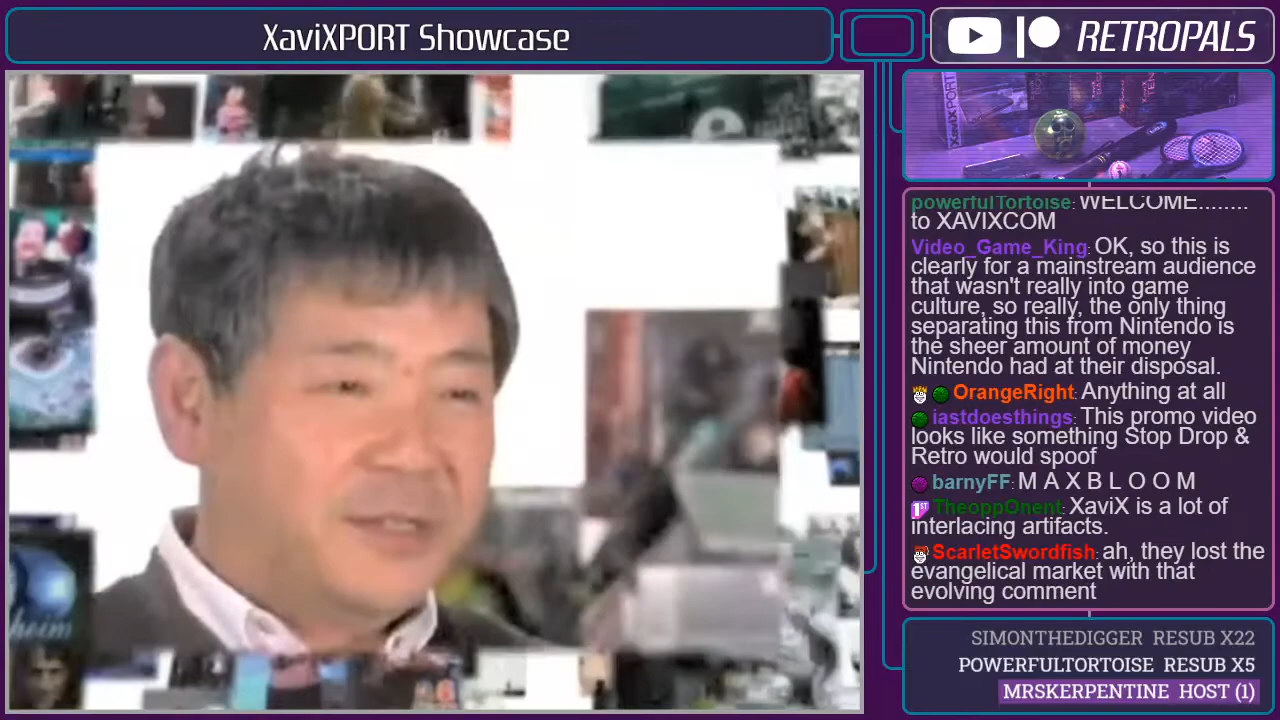 XaviXPORT Showcase
RETROPALS
powerfulTortoise: WELCOME........
to XAVIXCOM
Video_Game_King: OK, so this is
clearly for a mainstream audience
that wasn't really into game
culture, so really, the only thing
separating this from Nintendo is
the sheer amount of money
Nintendo had at their disposal.
OrangeRight: Anything at all
iastdoesthings: This promo video
looks like something Stop Drop &
Retro would spoof
barnyFF: M A X B L O O M
1ST TheoppOnent: XaviX is a lot of
interlacing artifacts.
ScarletSwordfish: ah, they lost the
evangelical market with that
evolving comment
SIMONTHEDIGGER RESUB X22
POWERFULTORTOISE RESUB X5
MRSKERPENTINE HOST (1)